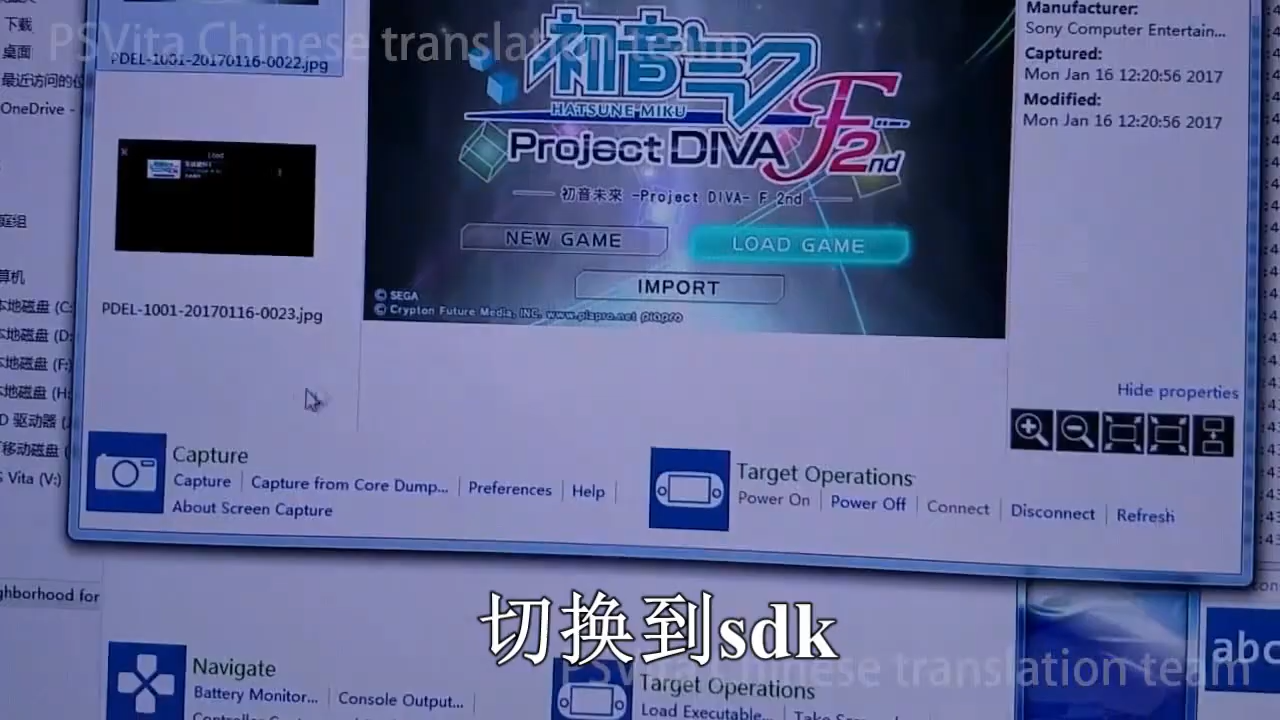 下载
桌面
PSVita Chinese translation team
PDEL-1001-20170116-0022.jpg
最近访问的位
OneDrive -
Load
PDEL-1001-20170116-0023.jpg
庭组
算机
本地磁盘 (C:
本地磁盘 (D:
本地磁盘 (F:)
本地磁盘 (H:
D 驱动器 (
可移动磁盘 (
S Vita (V:)
初音ミク
HATSUNE MIKU
Project DIVA F 2nd
初音未來 -Project DIVA- F 2nd
NEW GAME
LOAD GAME
IMPORT
© SEGA
© Crypton Future Media, INC. www.piapro.net piapro
Manufacturer:
Sony Computer Entertain...
Captured:
Mon Jan 16 12:20:56 2017
Modified:
Mon Jan 16 12:20:56 2017
Hide properties
Capture
Capture
Capture from Core Dump...
Preferences
Help
About Screen Capture
Target Operations
Power On
Power Off
Connect
Disconnect
Refresh
ghborhood for
切换到sdk
PSVita Chinese translation team
Navigate
Battery Monitor...
Console Output...
Target Operations
Load Executable...
abc